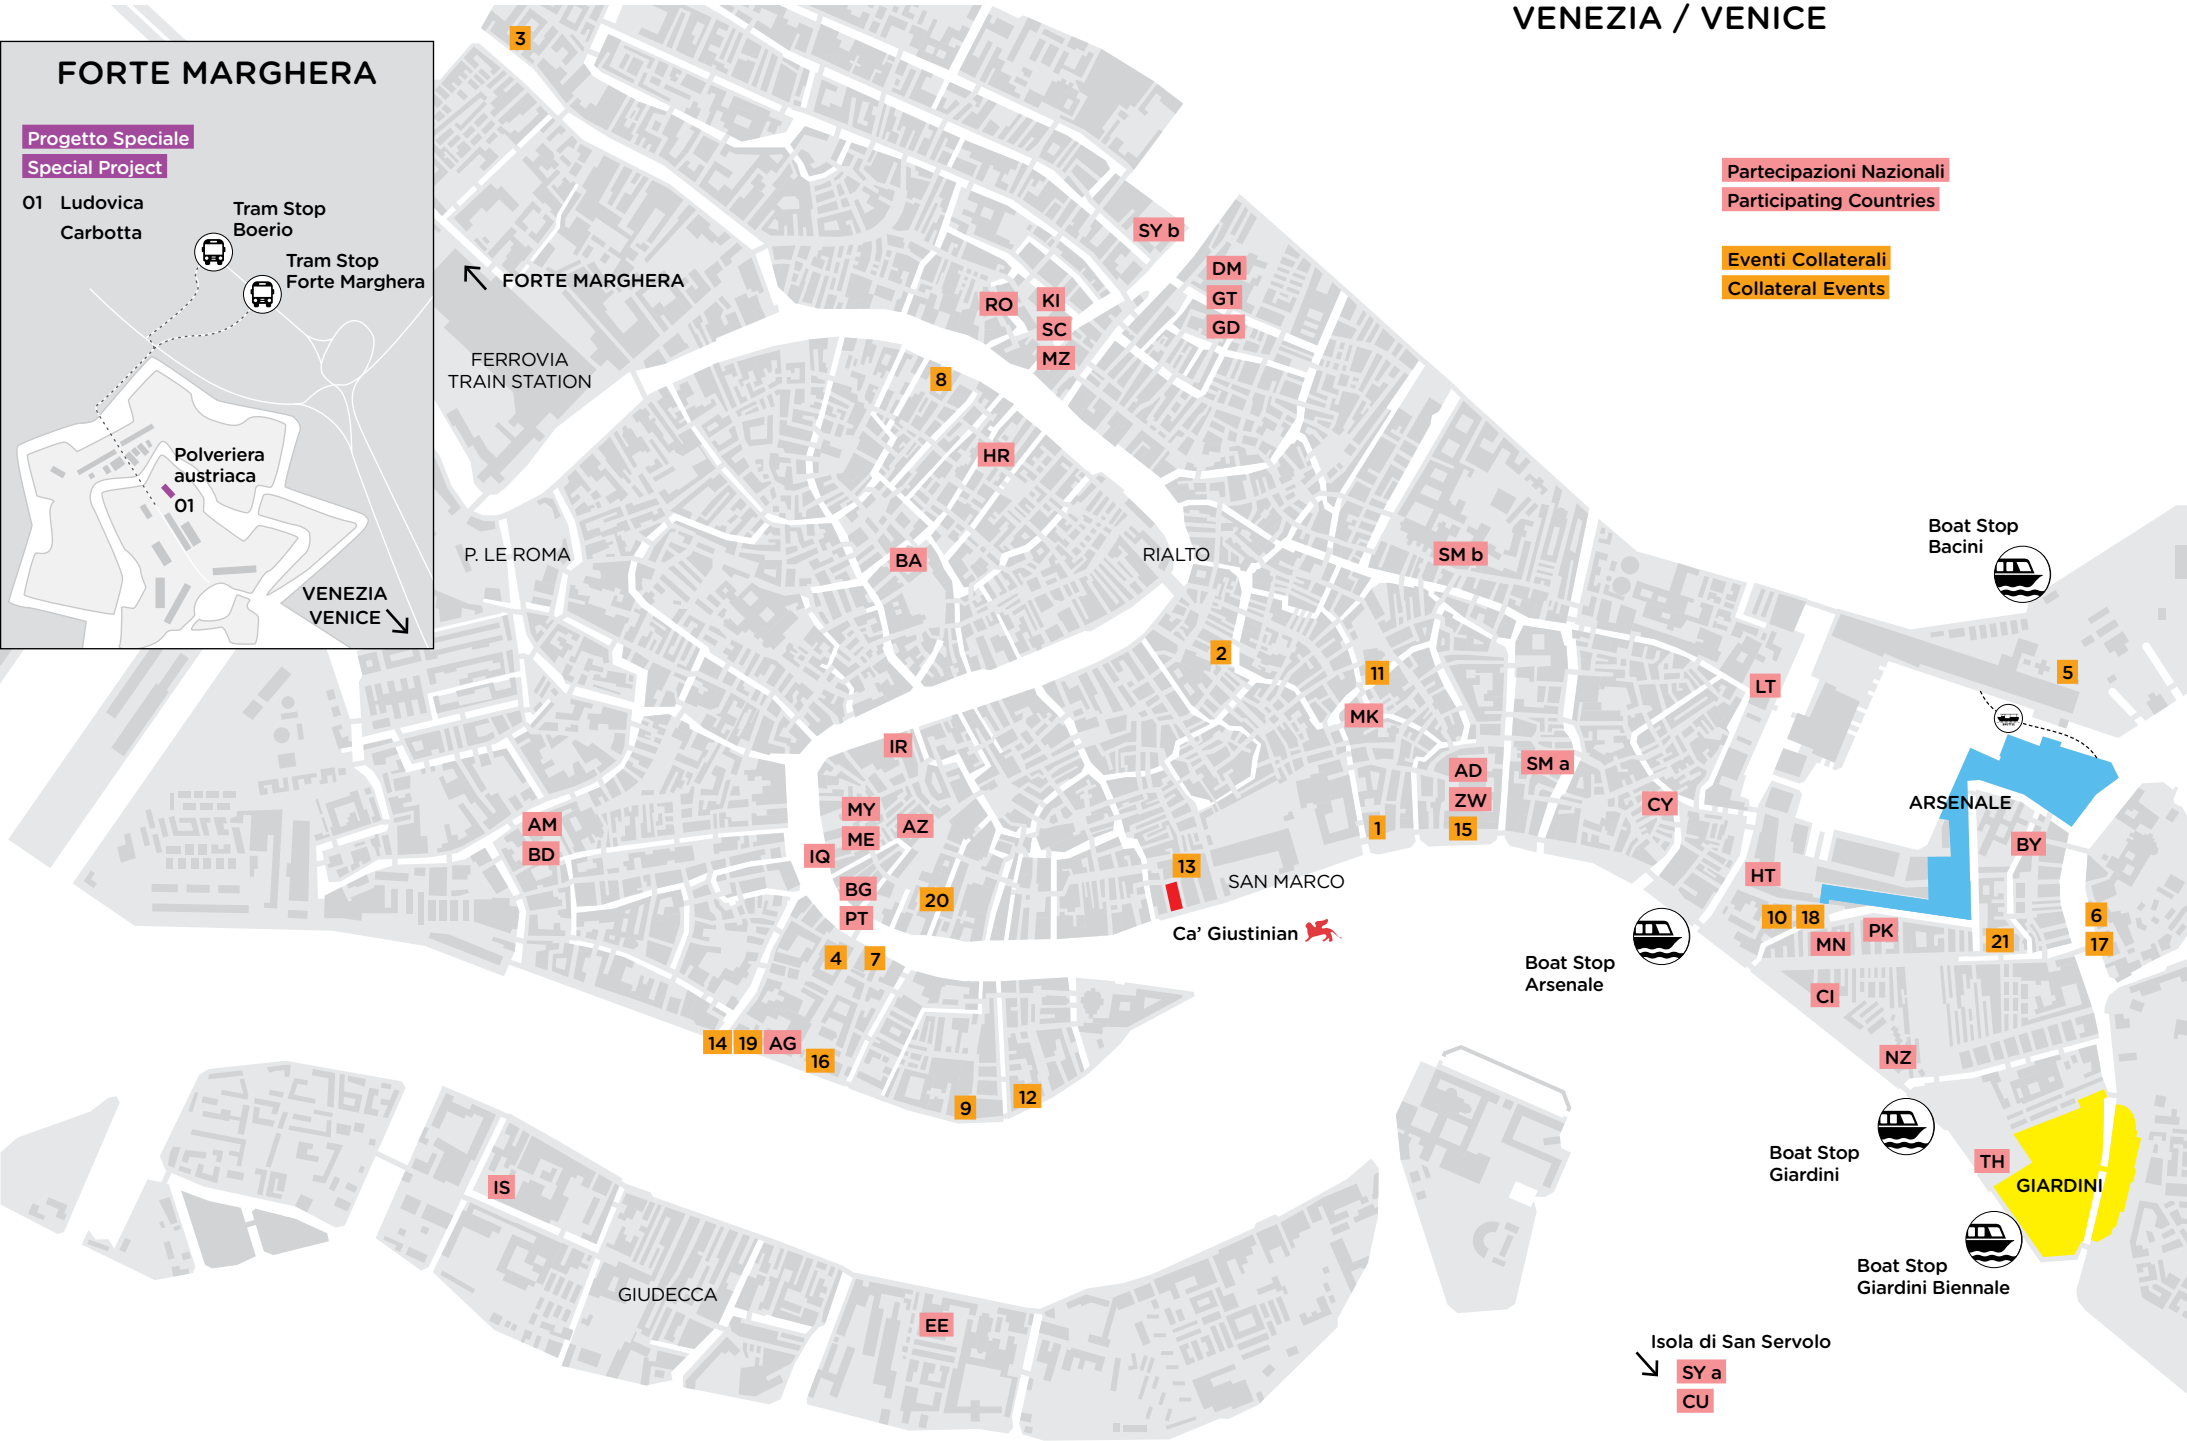 VENEZIA / VENICE
3
FORTE MARGHERA
Progetto Speciale
Special Project
01 Ludovica
Carbotta
Tram Stop
Boerio
Tram Stop
Forte Marghera
Polveriera
austriaca
01
VENEZIA
VENICE
Partecipazioni Nazionali
Participating Countries
Eventi Collaterali
Collateral Events
FORTE MARGHERA
FERROVIA
TRAIN STATION
SY b
DM
GT
GD
RO
KI
SC
MZ
8
HR
BA
P. LE ROMA
RIALTO
SM b
Boat Stop
Bacini
2
11
5
LT
MK
IR
AD
ZW
15
SM a
CY
ARSENALE
MY
ME
AZ
AM
BD
IQ
1
BY
13
SAN MARCO
HT
BG
PT
20
Ca' Giustinian
10
18
MN
PK
21
6
17
4
7
Boat Stop
Arsenale
CI
14
19
AG
16
NZ
9
12
Boat Stop
Giardini
TH
GIARDINI
IS
Boat Stop
Giardini Biennale
GIUDECCA
EE
Isola di San Servolo
SY a
CU